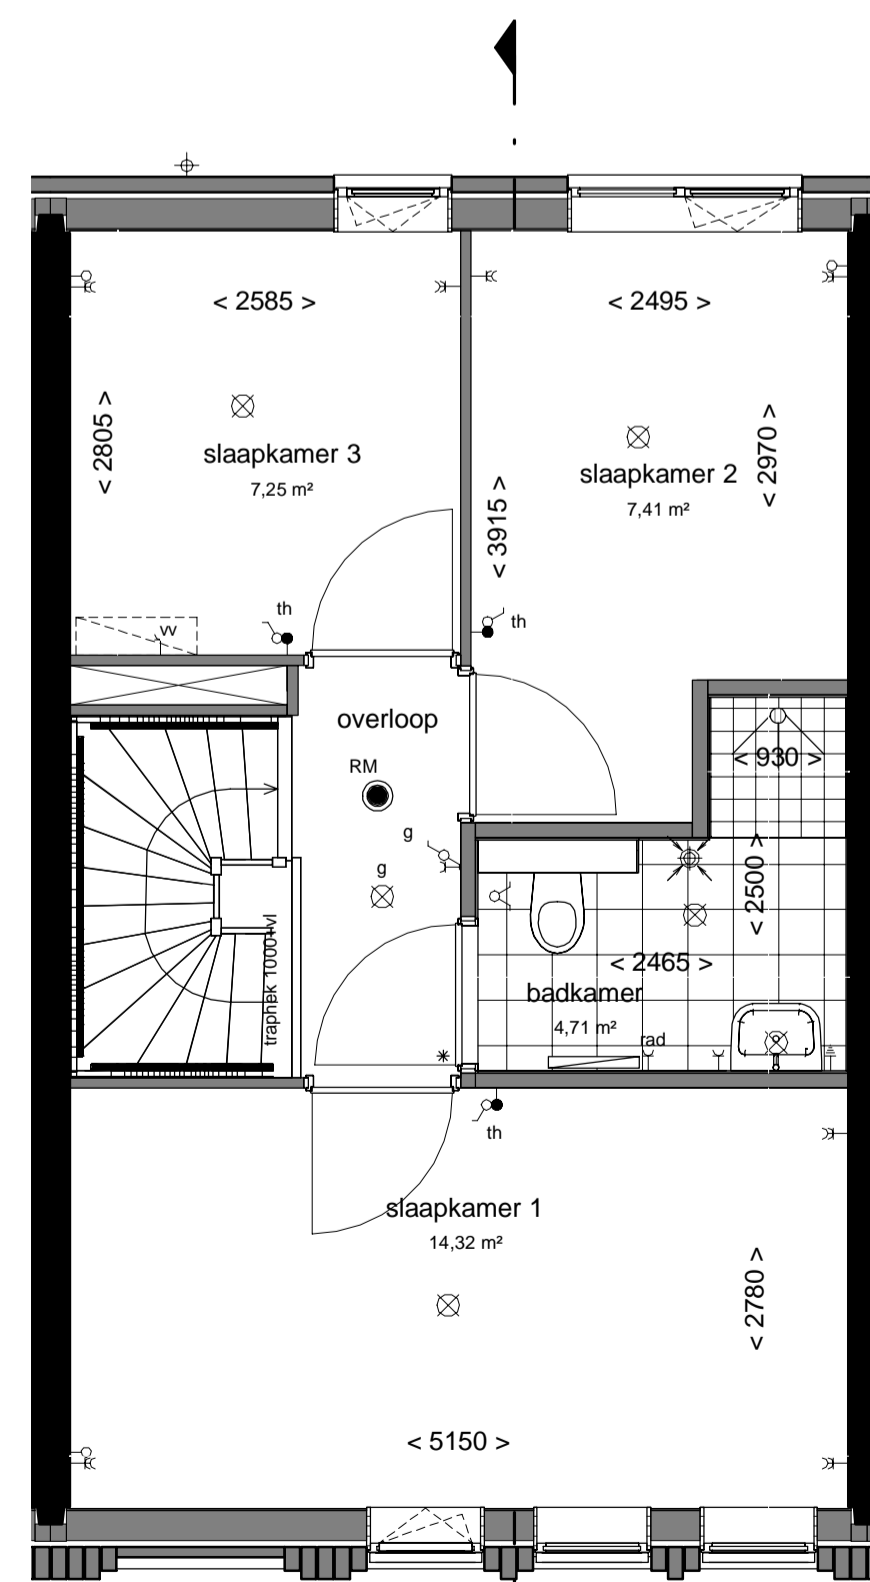 < 2585 >
< 2495 >
< 2805 >
slaapkamer 3
7,25 m²
< 2970 >
slaapkamer 2
7,41 m²
< 3915 >
th
th
vv
overloop
RM
< 930 >
g
g
< 2500 >
traphek 1000+vl
< 2465 >
badkamer
4,71 m²
rad
*
th
slaapkamer 1
14,32 m²
< 2780 >
< 5150 >